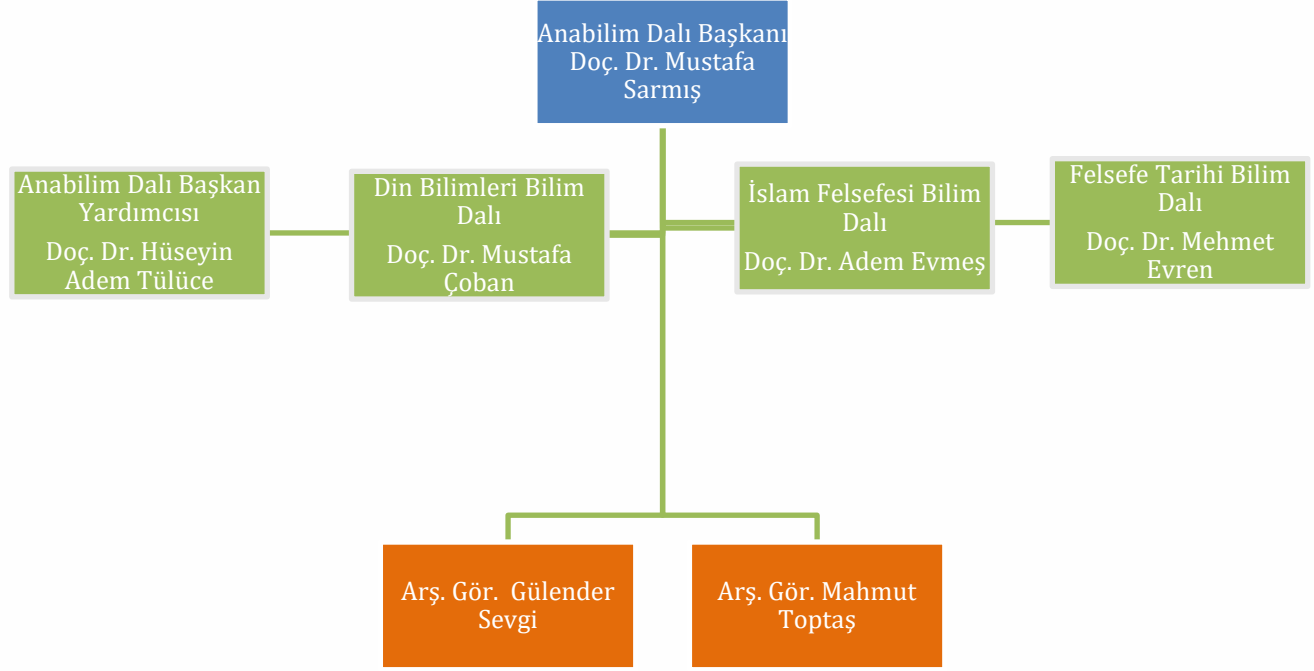 Anabilim Dalı Başkanı
Doç. Dr. Mustafa
Sarmış
Anabilim Dalı Başkan
Yardımcısı
Doç. Dr. Hüseyin
Adem Tülüce
Din Bilimleri Bilim
Dalı
Doç. Dr. Mustafa
Çoban
İslam Felsefesi Bilim
Dalı
Doç. Dr. Adem Evmeş
Felsefe Tarihi Bilim
Dalı
Doç. Dr. Mehmet
Evren
Arş. Gör.  Gülender
Sevgi
Arş. Gör. Mahmut
Toptaş